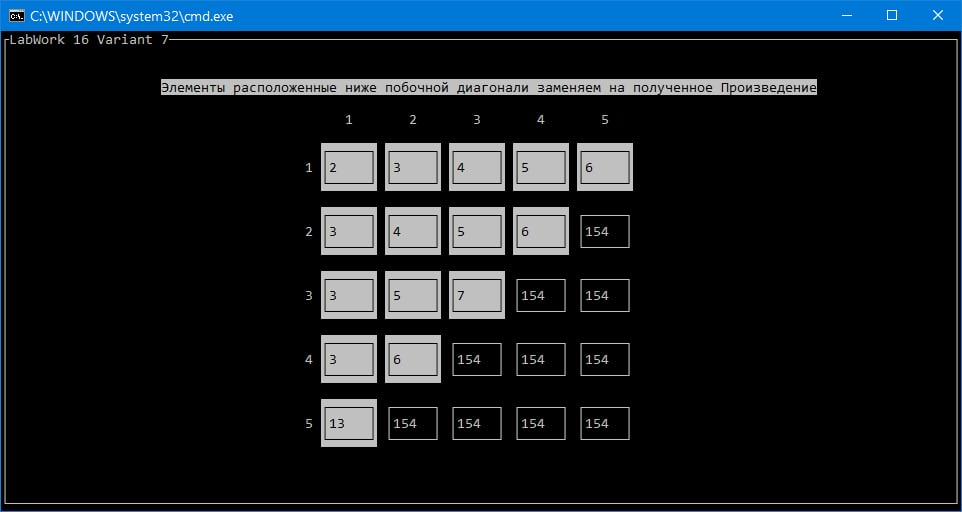 C:\WINDOWS\system32\cmd.exe
LabWork 16 Variant 7
Элементы расположенные ниже побочной диагонали заменяем на полученное Произведение
1 2 3 4 5
1 2 3 4 5 6
2 3 4 5 6 154
3 3 5 7 154 154
4 3 6 154 154 154
5 13 154 154 154 154